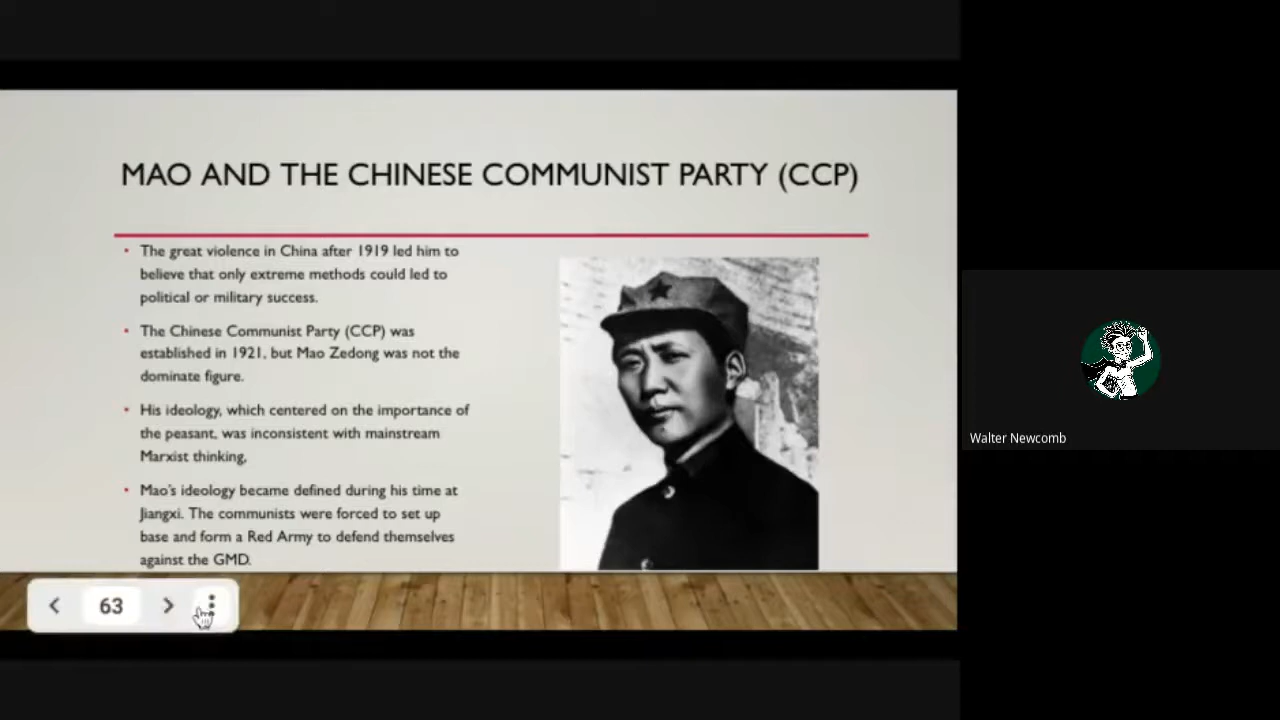 MAO AND THE CHINESE COMMUNIST PARTY (CCP)
• The great violence in China after 1919 led him to
believe that only extreme methods could led to
political or military success.
• The Chinese Communist Party (CCP) was
established in 1921, but Mao Zedong was not the
dominate figure.
• His ideology, which centered on the importance of
the peasant, was inconsistent with mainstream
Marxist thinking,
• Mao's ideology became defined during his time at
Jiangxi. The communists were forced to set up
base and form a Red Army to defend themselves
against the GMD.
63
Walter Newcomb